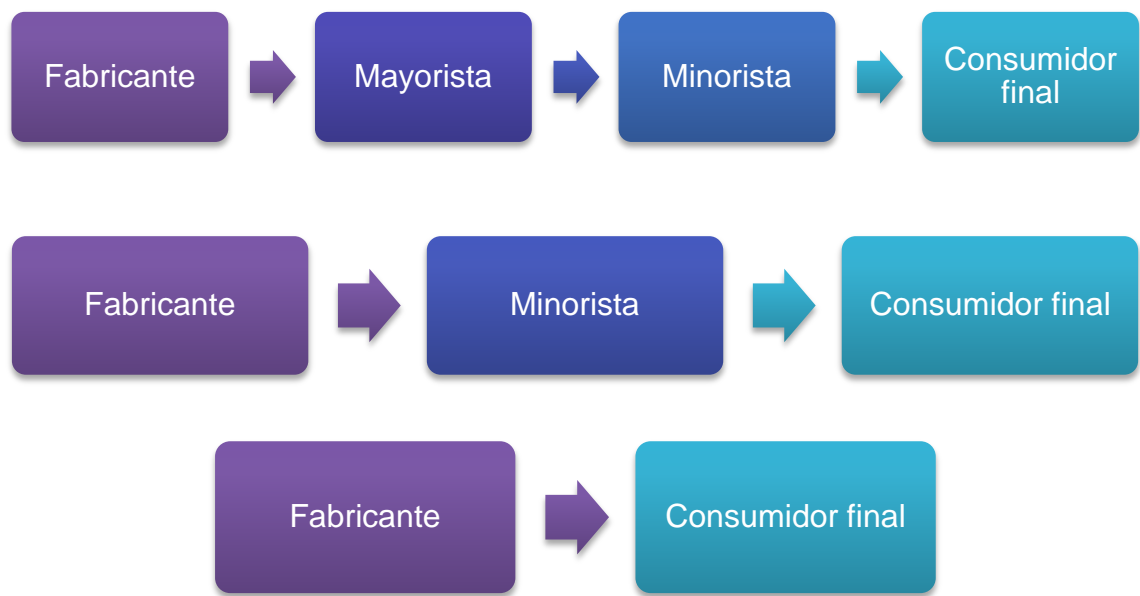 Fabricante
Mayorista
Minorista
Consumidor
final
Fabricante
Minorista
Consumidor final
Fabricante
Consumidor final